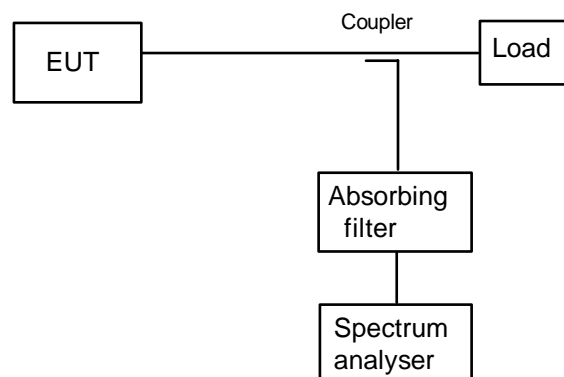 Coupler
EUT
Load
Absorbing
filter
Spectrum
analyser